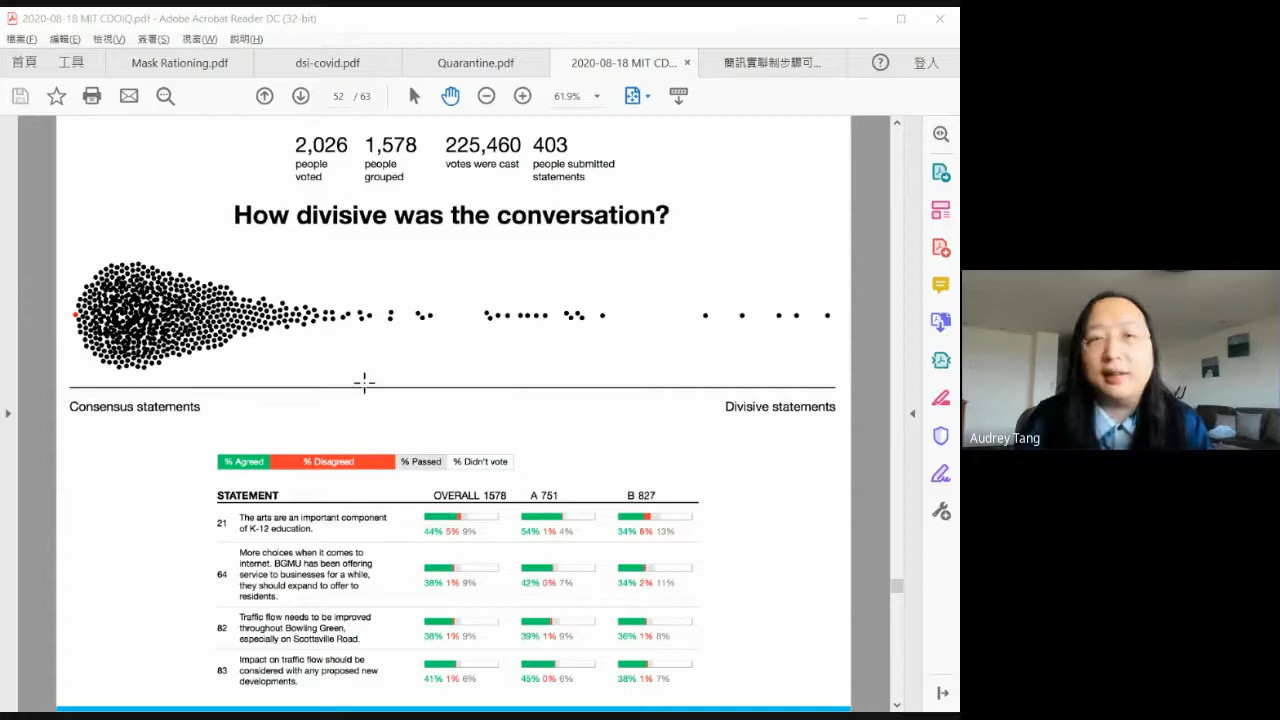 2020-08-18 MIT CDOIQ.pdf - Adobe Acrobat Reader DC (32-bit)
檔案(F) 編輯(E) 檢視(V) 簽署(S) 視窗(W) 說明(H)
首頁 工具 Mask Rationing.pdf dsi-covid.pdf Quarantine.pdf 2020-08-18 MIT CD... × 簡訊實聯制步驟可... ? 登入
52 / 63 61.9%
2,026 1,578 225,460 403
people people votes were cast people submitted
voted grouped statements
How divisive was the conversation?
Consensus statements Divisive statements
Audrey Tang
% Agreed % Disagreed % Passed % Didn't vote
STATEMENT OVERALL 1578 A 751 B 827
21 The arts are an important component
of K-12 education.
44% 5% 9% 54% 1% 4% 34% 8% 13%
More choices when it comes to
internet. BGMU has been offering
64 service to businesses for a while,
they should expand to offer to
residents.
38% 1% 9% 42% 0% 7% 34% 2% 11%
Traffic flow needs to be improved
82 throughout Bowling Green,
especially on Scottsville Road.
38% 1% 9% 39% 1% 9% 36% 1% 8%
Impact on traffic flow should be
83 considered with any proposed new
developments.
41% 1% 6% 45% 0% 6% 38% 1% 7%